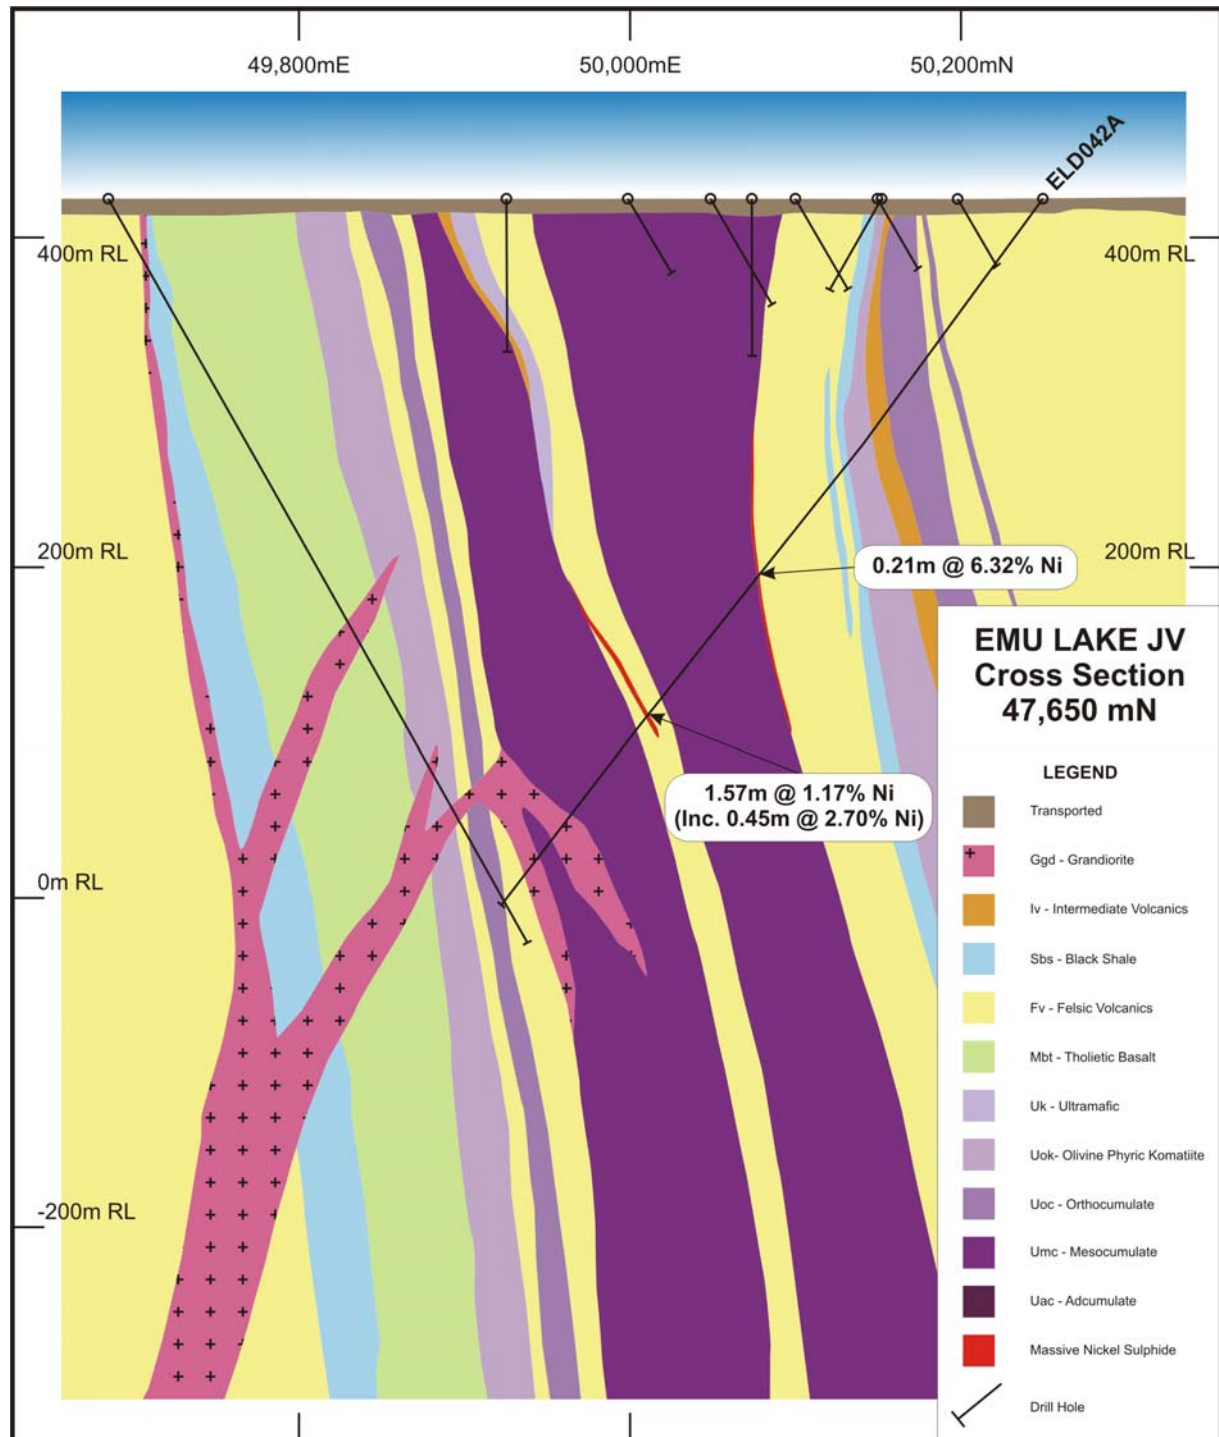 49,800mE
50,000mE
50,200mN
ELD042A
400m RL
400m RL
200m RL
200m RL
0.21m @ 6.32% Ni
1.57m @ 1.17% Ni
(Inc. 0.45m @ 2.70% Ni)
0m RL
-200m RL
EMU LAKE JV
Cross Section
47,650 mN
LEGEND
Transported
Ggd - Grandiorite
Iv - Intermediate Volcanics
Sbs - Black Shale
Fv - Felsic Volcanics
Mbt - Tholietic Basalt
Uk - Ultramafic
Uok- Olivine Phyric Komatiite
Uoc - Orthocumulate
Umc - Mesocumulate
Uac - Adcumulate
Massive Nickel Sulphide
Drill Hole